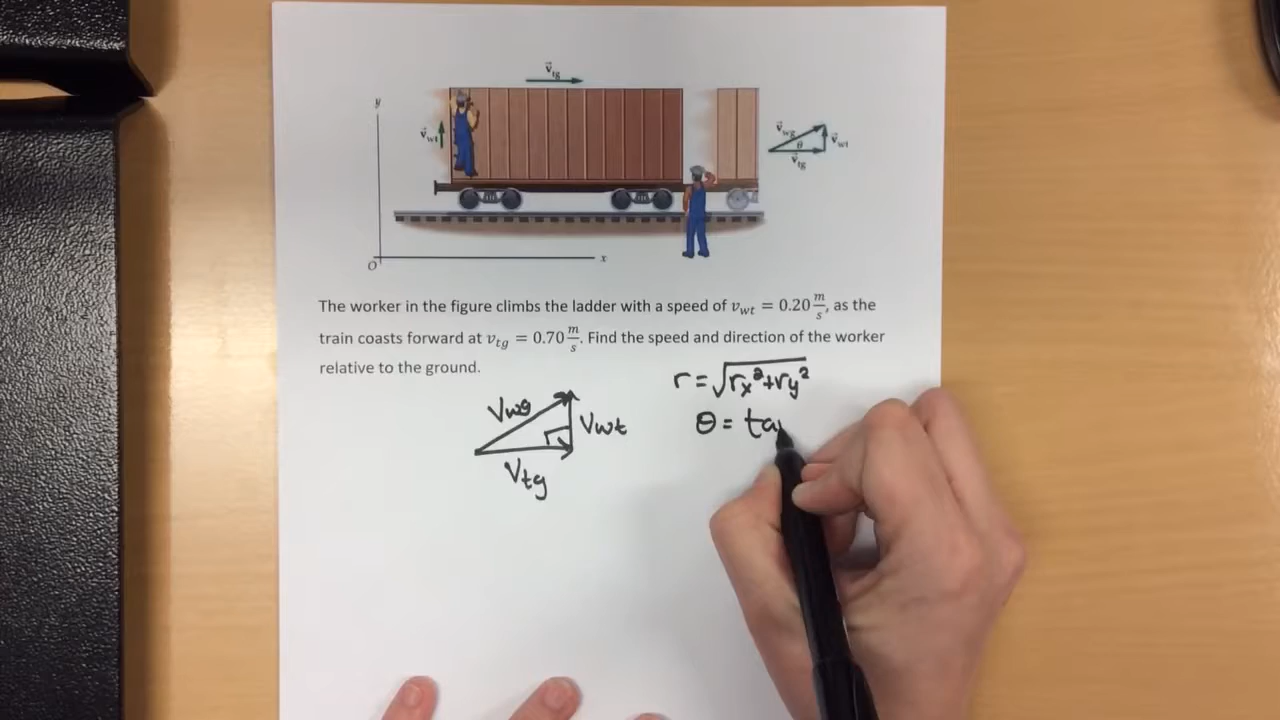 v⃗tg
y
v⃗wt
v⃗wg
θ
v⃗wt
v⃗tg
O
x
The worker in the figure climbs the ladder with a speed of v_wt = 0.20 m/s, as the
train coasts forward at v_tg = 0.70 m/s. Find the speed and direction of the worker
relative to the ground.
r = √(rx²+ry²)
Vwg
Vwt
θ = ta
Vtg